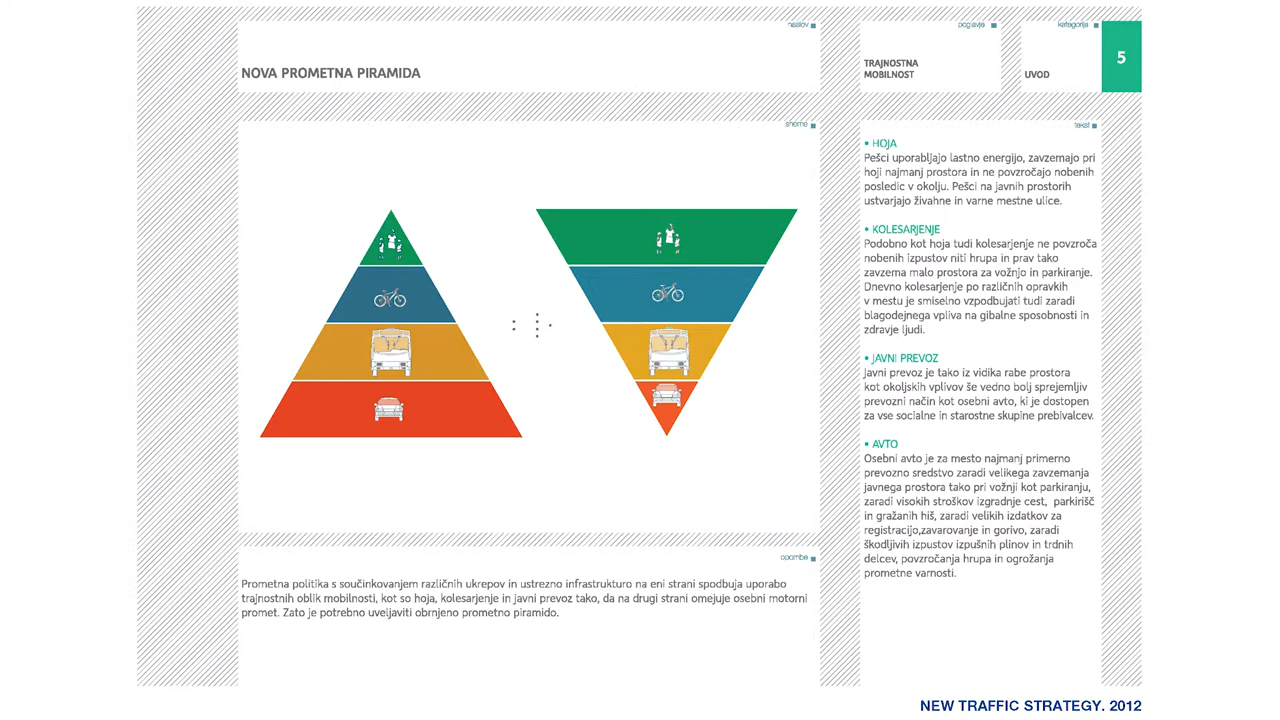 naslov
NOVA PROMETNA PIRAMIDA
poglavje
TRAJNOSTNA
MOBILNOST
kategorija
UVOD
5
shema
opombe
Prometna politika s součinkovanjem različnih ukrepov in ustrezno infrastrukturo na eni strani spodbuja uporabo
trajnostnih oblik mobilnosti, kot so hoja, kolesarjenje in javni prevoz tako, da na drugi strani omejuje osebni motorni
promet. Zato je potrebno uveljaviti obrnjeno prometno piramido.
tekst
• HOJA
Pešci uporabljajo lastno energijo, zavzemajo pri
hoji najmanj prostora in ne povzročajo nobenih
posledic v okolju. Pešci na javnih prostorih
ustvarjajo živahne in varne mestne ulice.
• KOLESARJENJE
Podobno kot hoja tudi kolesarjenje ne povzroča
nobenih izpustov niti hrupa in prav tako
zavzema malo prostora za vožnjo in parkiranje.
Dnevno kolesarjenje po različnih opravkih
v mestu je smiselno vzpodbujati tudi zaradi
blagodejnega vpliva na gibalne sposobnosti in
zdravje ljudi.
• JAVNI PREVOZ
Javni prevoz je tako iz vidika rabe prostora
kot okoljskih vplivov še vedno bolj sprejemljiv
prevozni način kot osebni avto, ki je dostopen
za vse socialne in starostne skupine prebivalcev.
• AVTO
Osebni avto je za mesto najmanj primerno
prevozno sredstvo zaradi velikega zavzemanja
javnega prostora tako pri vožnji kot parkiranju,
zaradi visokih stroškov izgradnje cest, parkirišč
in gražanih hiš, zaradi velikih izdatkov za
registracijo,zavarovanje in gorivo, zaradi
škodljivih izpustov izpušnih plinov in trdnih
delcev, povzročanja hrupa in ogrožanja
prometne varnosti.
NEW TRAFFIC STRATEGY. 2012